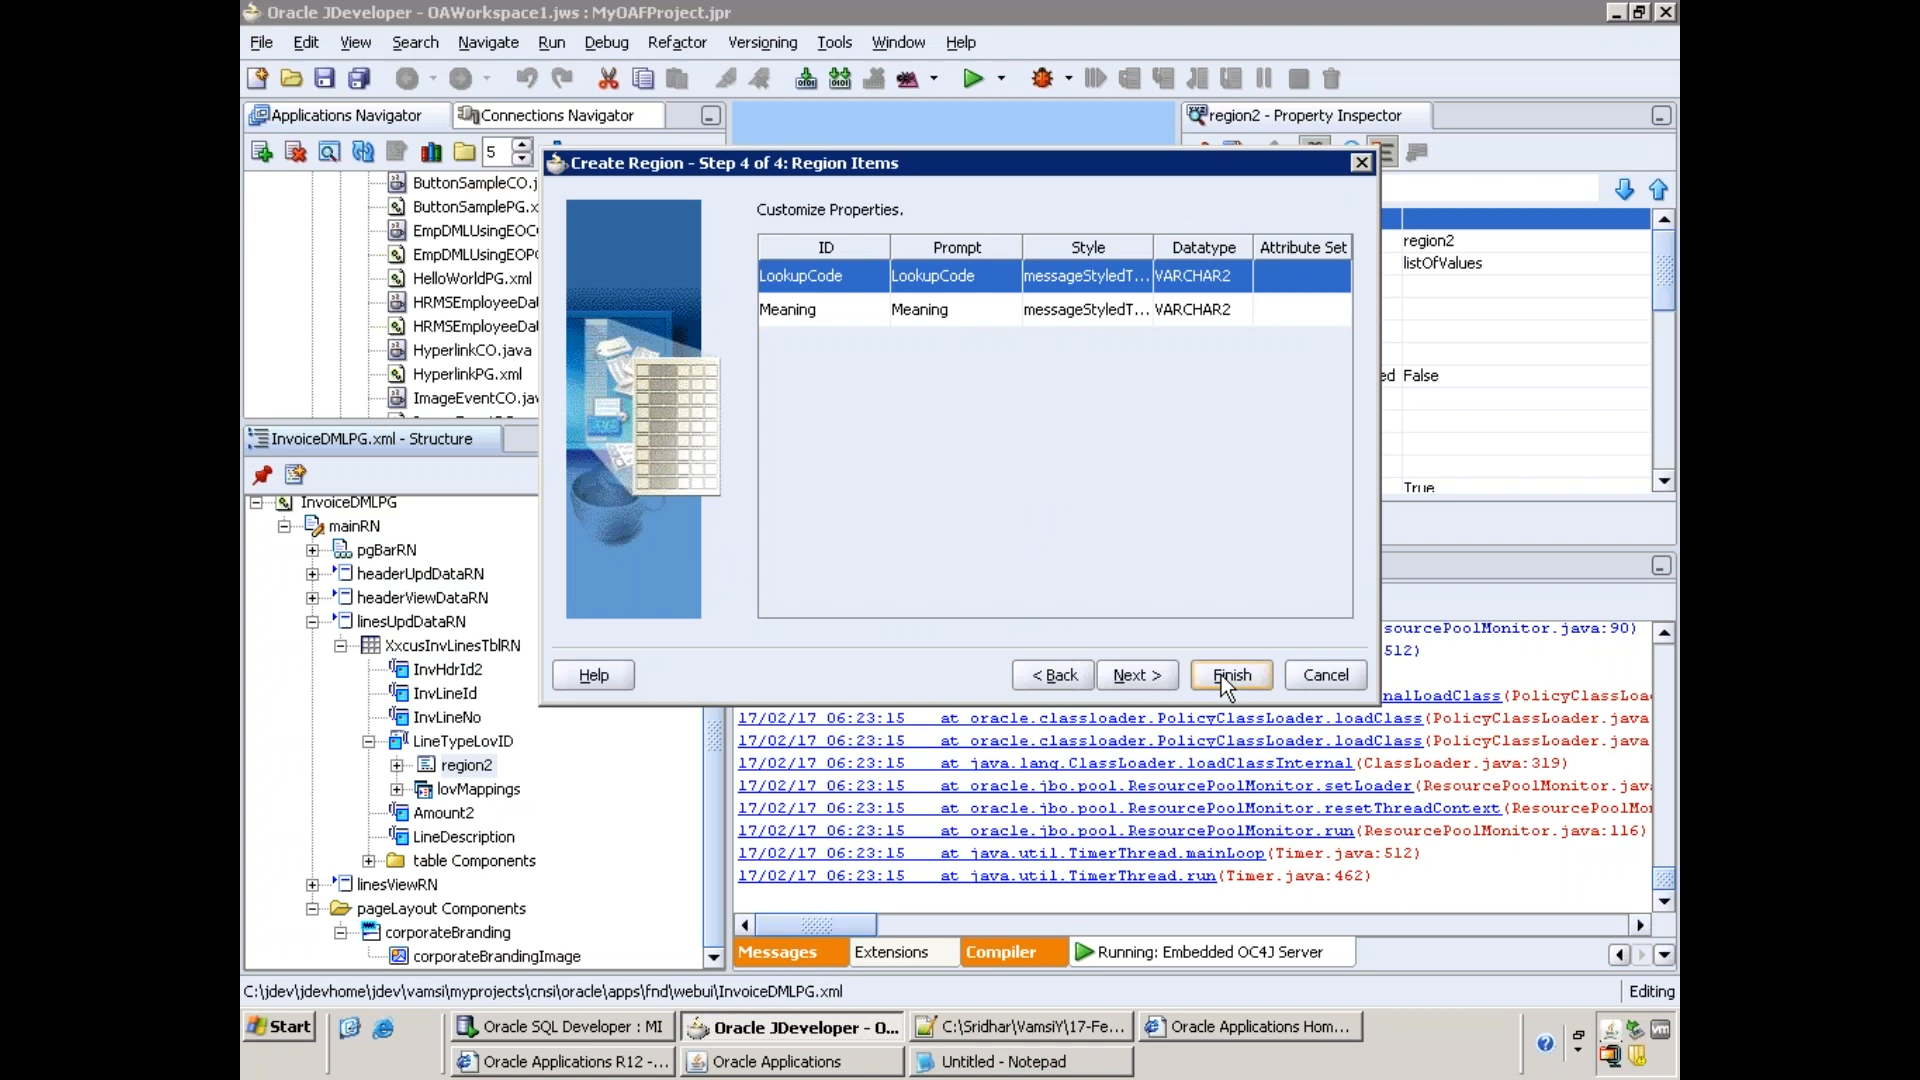 Oracle JDeveloper - OAWorkspace1.jws : MyOAFProject.jpr
File Edit View Search Navigate Run Debug Refactor Versioning Tools Window Help
Applications Navigator
Connections Navigator
region2 - Property Inspector
5
Create Region - Step 4 of 4: Region Items
ButtonSampleCO.j
ButtonSamplePG.x
EmpDMLUsingEOC
EmpDMLUsingEOP
HelloWorldPG.xml
HRMSEmployeeDa
HRMSEmployeeDa
HyperlinkCO.java
HyperlinkPG.xml
ImageEventCO.jav
Customize Properties.
ID Prompt Style Datatype Attribute Set
LookupCode LookupCode messageStyledT... VARCHAR2
Meaning Meaning messageStyledT... VARCHAR2
region2
listOfValues
ed False
True
InvoiceDMLPG.xml - Structure
InvoiceDMLPG
mainRN
pgBarRN
headerUpdDataRN
headerViewDataRN
linesUpdDataRN
XxcusInvLinesTblRN
InvHdrId2
InvLineId
InvLineNo
LineTypeLovID
region2
lovMappings
Amount2
LineDescription
table Components
linesViewRN
pageLayout Components
corporateBranding
corporateBrandingImage
Help < Back Next > Finish Cancel
sourcePoolMonitor.java:90)
512)
nalLoadClass(PolicyClassLoa
17/02/17 06:23:15 at oracle.classloader.PolicyClassLoader.loadClass(PolicyClassLoader.java
17/02/17 06:23:15 at oracle.classloader.PolicyClassLoader.loadClass(PolicyClassLoader.java
17/02/17 06:23:15 at java.lang.ClassLoader.loadClassInternal(ClassLoader.java:319)
17/02/17 06:23:15 at oracle.jbo.pool.ResourcePoolMonitor.setLoader(ResourcePoolMonitor.jav
17/02/17 06:23:15 at oracle.jbo.pool.ResourcePoolMonitor.resetThreadContext(ResourcePoolMo
17/02/17 06:23:15 at oracle.jbo.pool.ResourcePoolMonitor.run(ResourcePoolMonitor.java:116)
17/02/17 06:23:15 at java.util.TimerThread.mainLoop(Timer.java:512)
17/02/17 06:23:15 at java.util.TimerThread.run(Timer.java:462)
Messages Extensions Compiler Running: Embedded OC4J Server
C:\jdev\jdevhome\jdev\vamsi\myprojects\cnsi\oracle\apps\fnd\webui\InvoiceDMLPG.xml
Editing
Start
Oracle SQL Developer : MI
Oracle JDeveloper - O...
C:\Sridhar\VamsiY\17-Fe...
Oracle Applications Hom...
Oracle Applications R12 -...
Oracle Applications
Untitled - Notepad